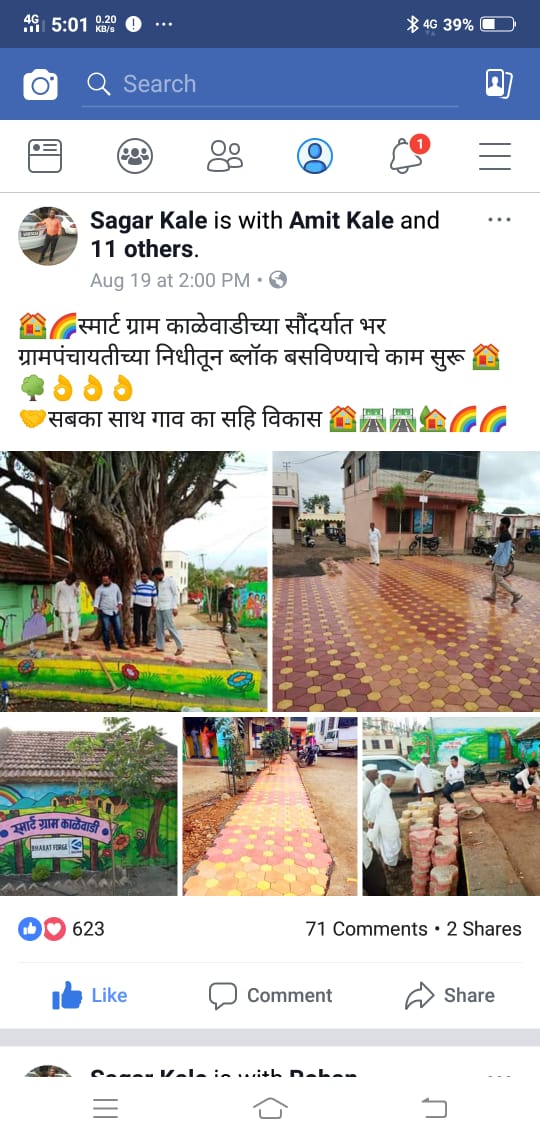 4G 5:01 0.20 KB/s 4G 39%
Search
1
Sagar Kale is with Amit Kale and
11 others.
Aug 19 at 2:00 PM •
🏠🌈स्मार्ट ग्राम काळेवाडीच्या सौंदर्यात भर
ग्रामपंचायतीच्या निधीतून ब्लॉक बसविण्याचे काम सुरू 🏠
🌳👌👌👌
🤝सबका साथ गाव का सहि विकास 🏠🛣️🛣️🏡🌈🌈
स्मार्ट ग्राम काळेवाडी
BHARAT FORGE
623 71 Comments • 2 Shares
Like Comment Share
Sagar Kale is with Rohan